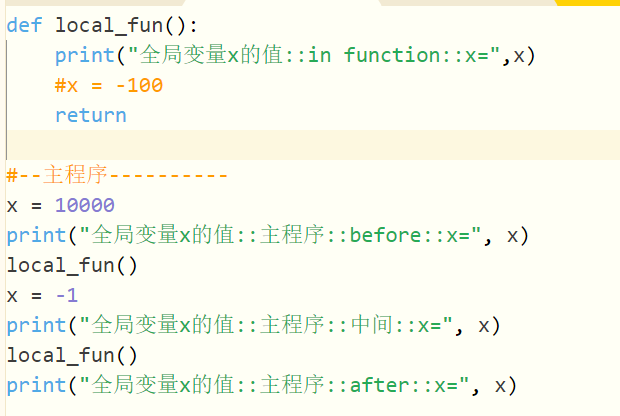 def local_fun():
    print("全局变量x的值::in function::x=",x)
    #x = -100
    return
#--主程序----------
x = 10000
print("全局变量x的值::主程序::before::x=", x)
local_fun()
x = -1
print("全局变量x的值::主程序::中间::x=", x)
local_fun()
print("全局变量x的值::主程序::after::x=", x)